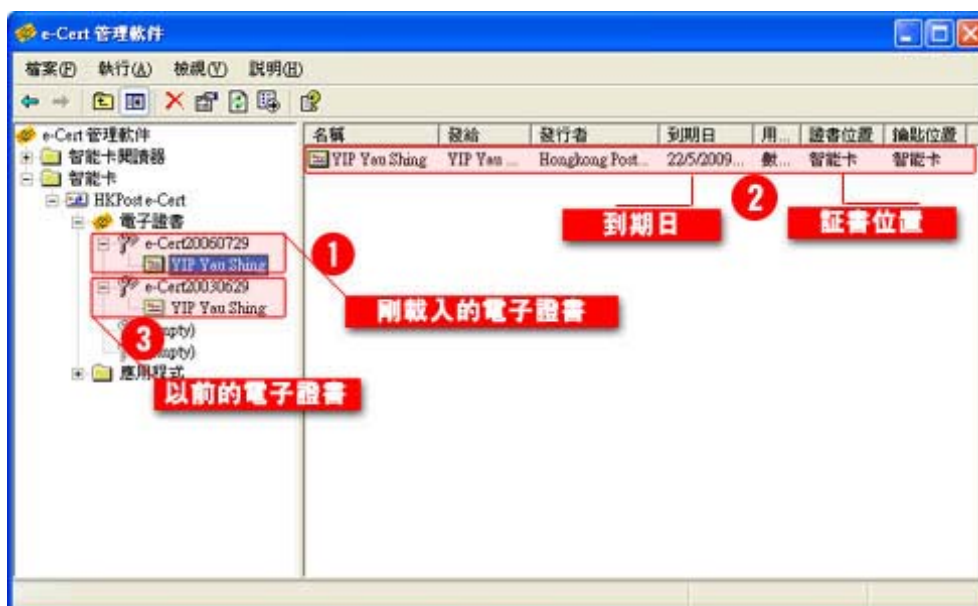 e-Cert 管理軟件
檔案(F) 執行(A) 檢視(Y) 說明(H)
e-Cert 管理軟件
智能卡閱讀器
智能卡
HKPost e-Cert
電子證書
e-Cert20060729
YIP Yau Shing
e-Cert20030629
YIP Yau Shing
應用程式
名稱 發給 發行者 到期日 用... 證書位置 鑰匙位置
YIP Yau Shing YIP Yau ... Hongkong Post... 22/5/2009... 數... 智能卡 智能卡
1
剛載入的電子證書
2
到期日
証書位置
3
以前的電子證書